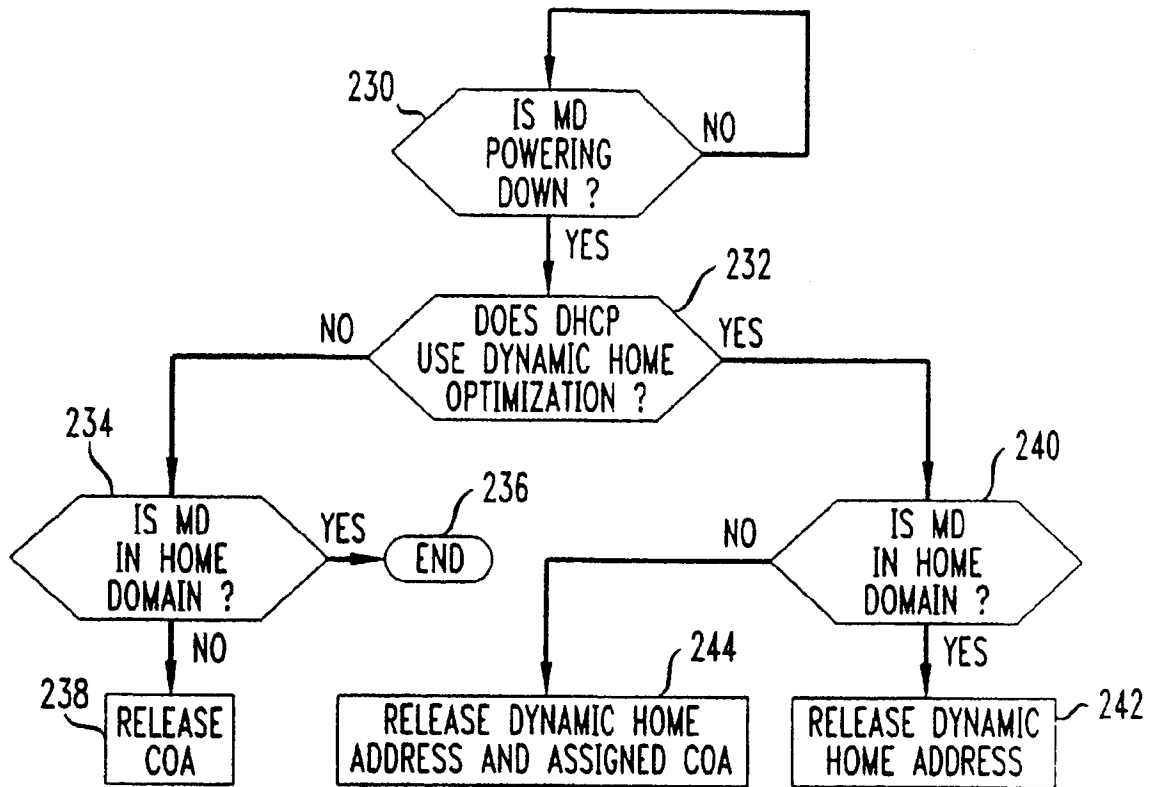 230
IS MD
POWERING
DOWN ?
NO
YES
232
DOES DHCP
USE DYNAMIC HOME
OPTIMIZATION ?
NO
YES
234
IS MD
IN HOME
DOMAIN ?
YES
236
END
NO
238
RELEASE
COA
240
IS MD
IN HOME
DOMAIN ?
NO
YES
244
RELEASE DYNAMIC HOME
ADDRESS AND ASSIGNED COA
242
RELEASE DYNAMIC
HOME ADDRESS